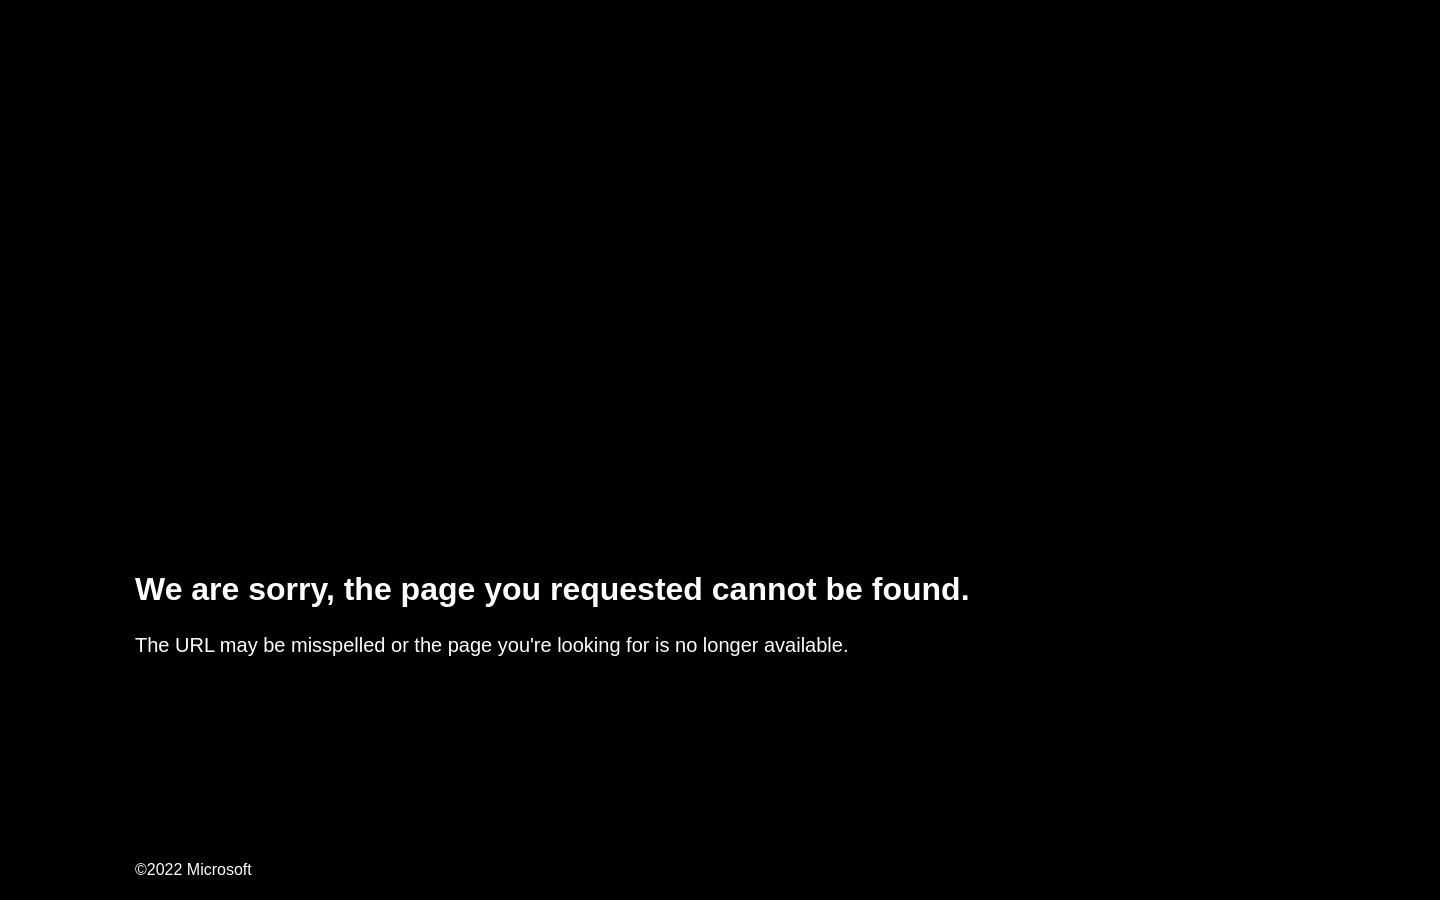 We are sorry, the page you requested cannot be found.
The URL may be misspelled or the page you're looking for is no longer available.
©2022 Microsoft